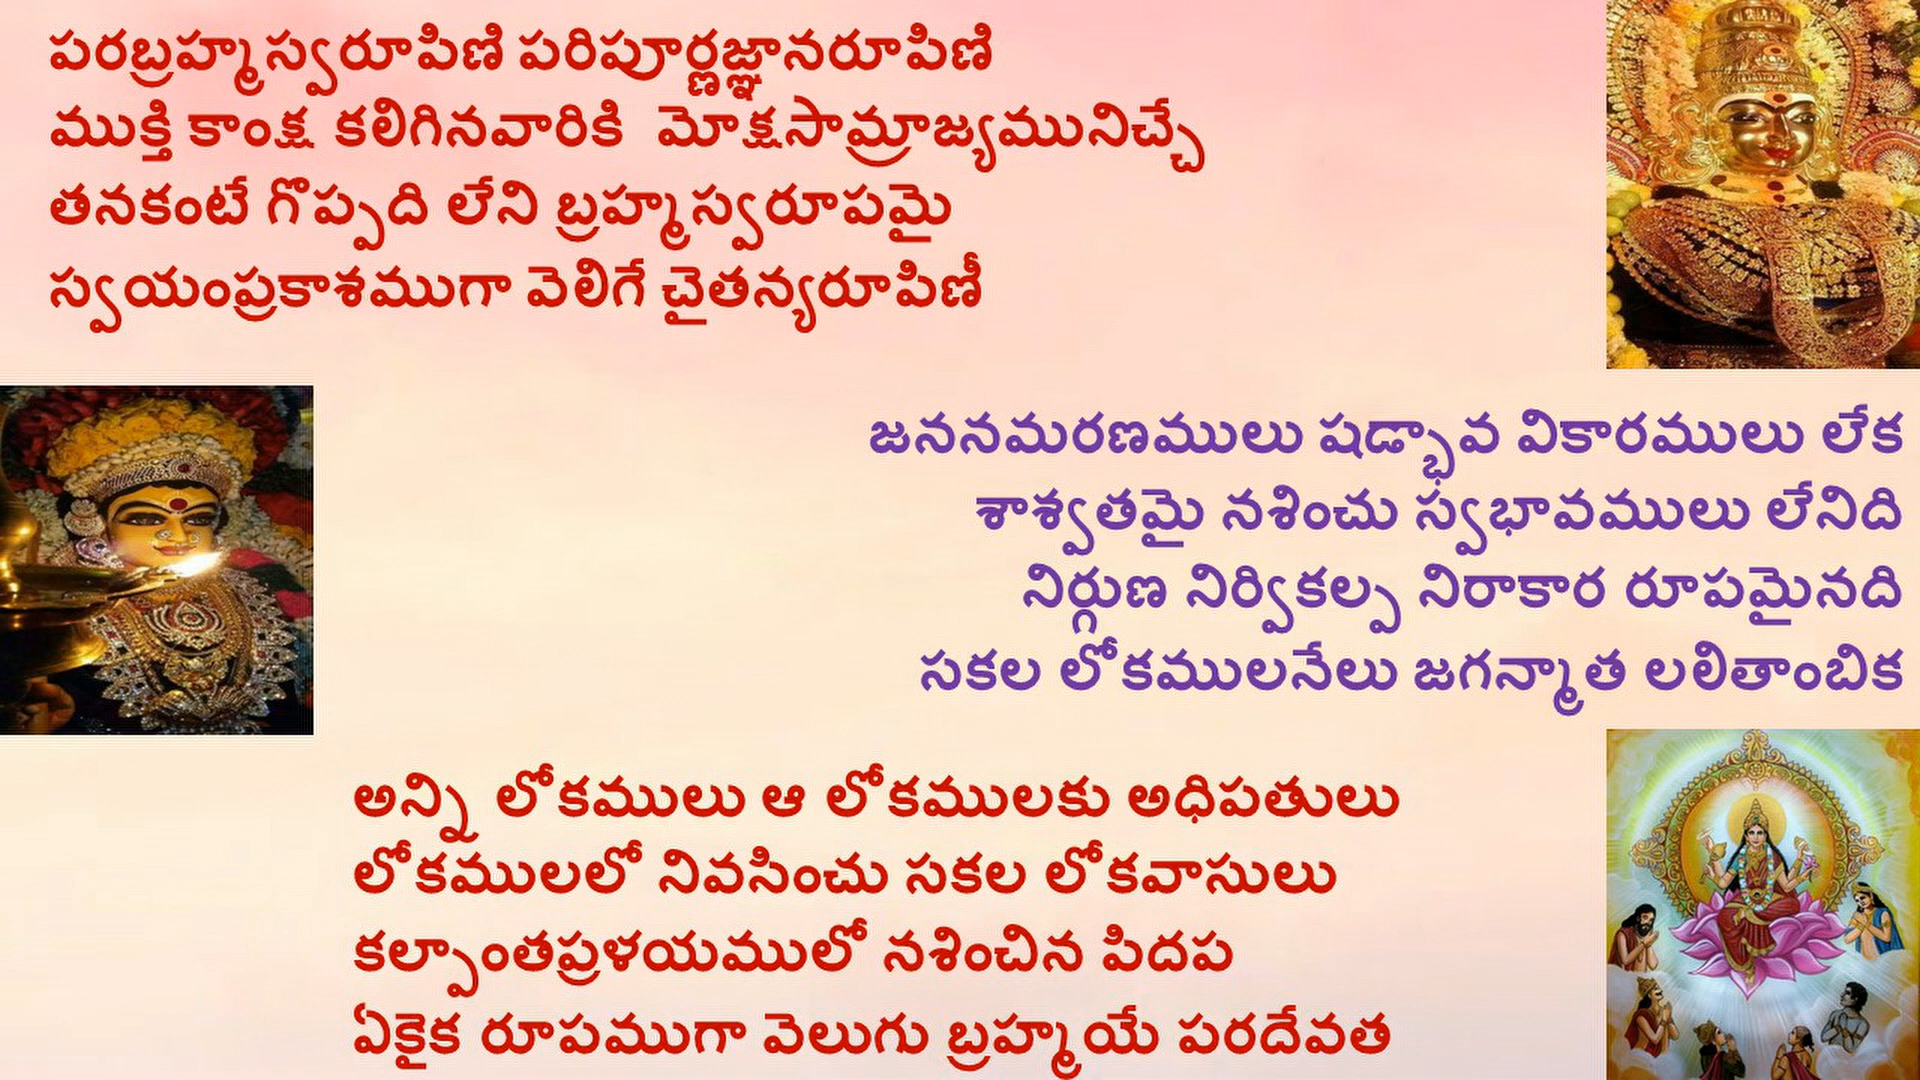 పరబ్రహ్మస్వరూపిణి పరిపూర్ణజ్ఞానరూపిణి
ముక్తి కాంక్ష కలిగినవారికి మోక్షసామ్రాజ్యమునిచ్చే
తనకంటే గొప్పది లేని బ్రహ్మస్వరూపమై
స్వయంప్రకాశముగా వెలిగే చైతన్యరూపిణీ
జననమరణములు షడ్భావ వికారములు లేక
శాశ్వతమై నశించు స్వభావములు లేనిది
నిర్గుణ నిర్వికల్ప నిరాకార రూపమైనది
సకల లోకములనేలు జగన్మాత లలితాంబిక
అన్ని లోకములు ఆ లోకములకు అధిపతులు
లోకములలో నివసించు సకల లోకవాసులు
కల్పాంతప్రళయములో నశించిన పిదప
ఏకైక రూపముగా వెలుగు బ్రహ్మయే పరదేవత